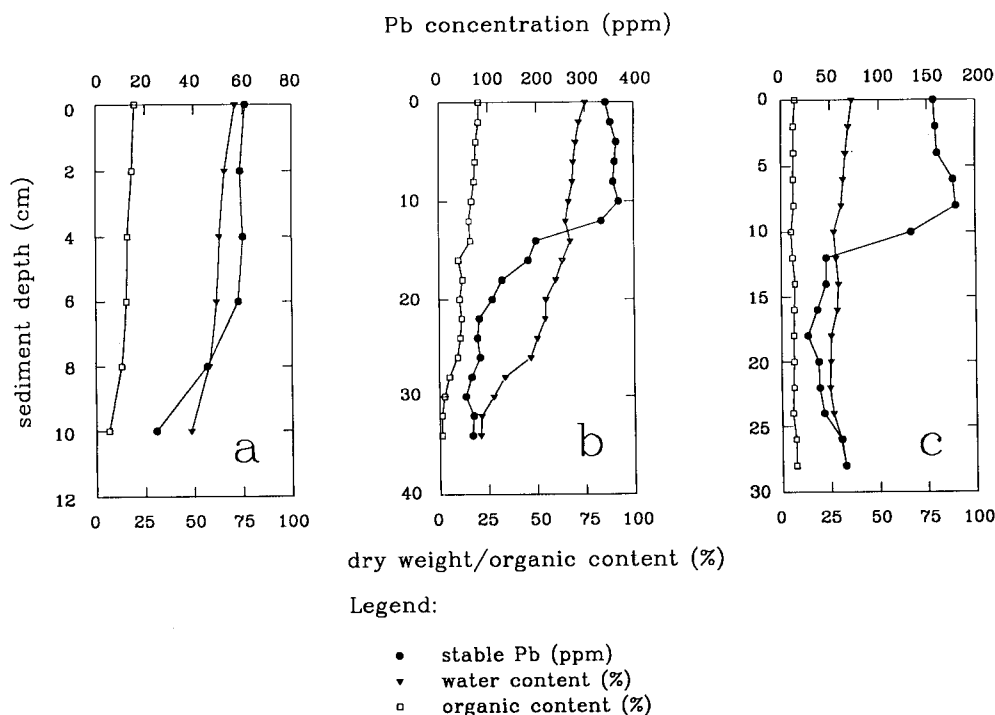 Pb concentration (ppm)
0 20 40 60 80
0 100 200 300 400
0 50 100 150 200
sediment depth (cm)
0
2
4
6
8
10
12
0
10
20
30
40
0
5
10
15
20
25
30
a
b
c
0 25 50 75 100
0 25 50 75 100
0 25 50 75 100
dry weight/organic content (%)
Legend:
stable Pb (ppm)
water content (%)
organic content (%)